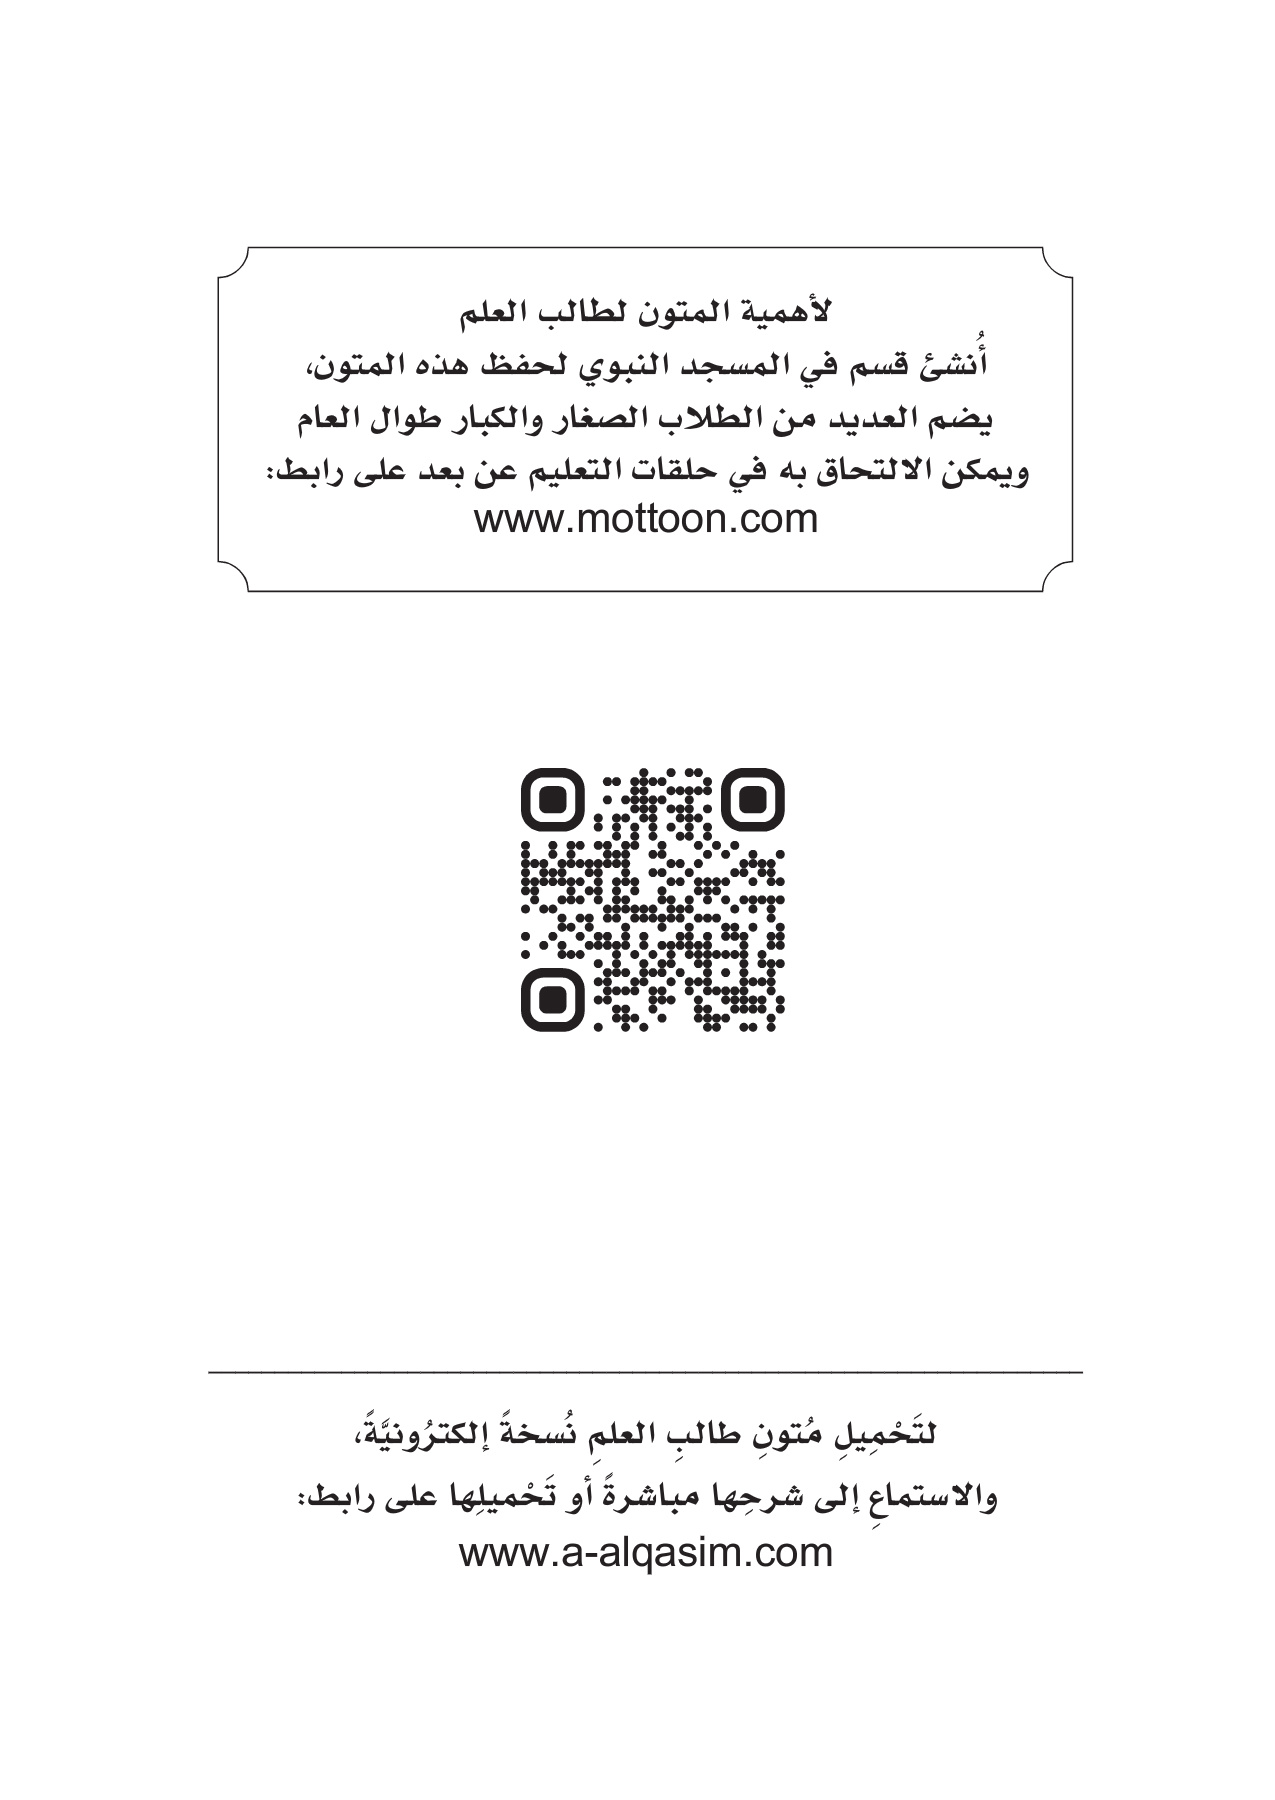 لأهمية المتون لطالب العلم
أُنشئ قسم في المسجد النبوي لحفظ هذه المتون،
يضم العديد من الطلاب الصغار والكبار طوال العام
ويمكن الالتحاق به في حلقات التعليم عن بعد على رابط:
www.mottoon.com
لتَحْمِيلِ مُتونِ طالبِ العلمِ نُسخةً إلكترُونيَّةً،
والاستماعِ إلى شرحِها مباشرةً أو تَحْميلِها على رابط:
www.a-alqasim.com